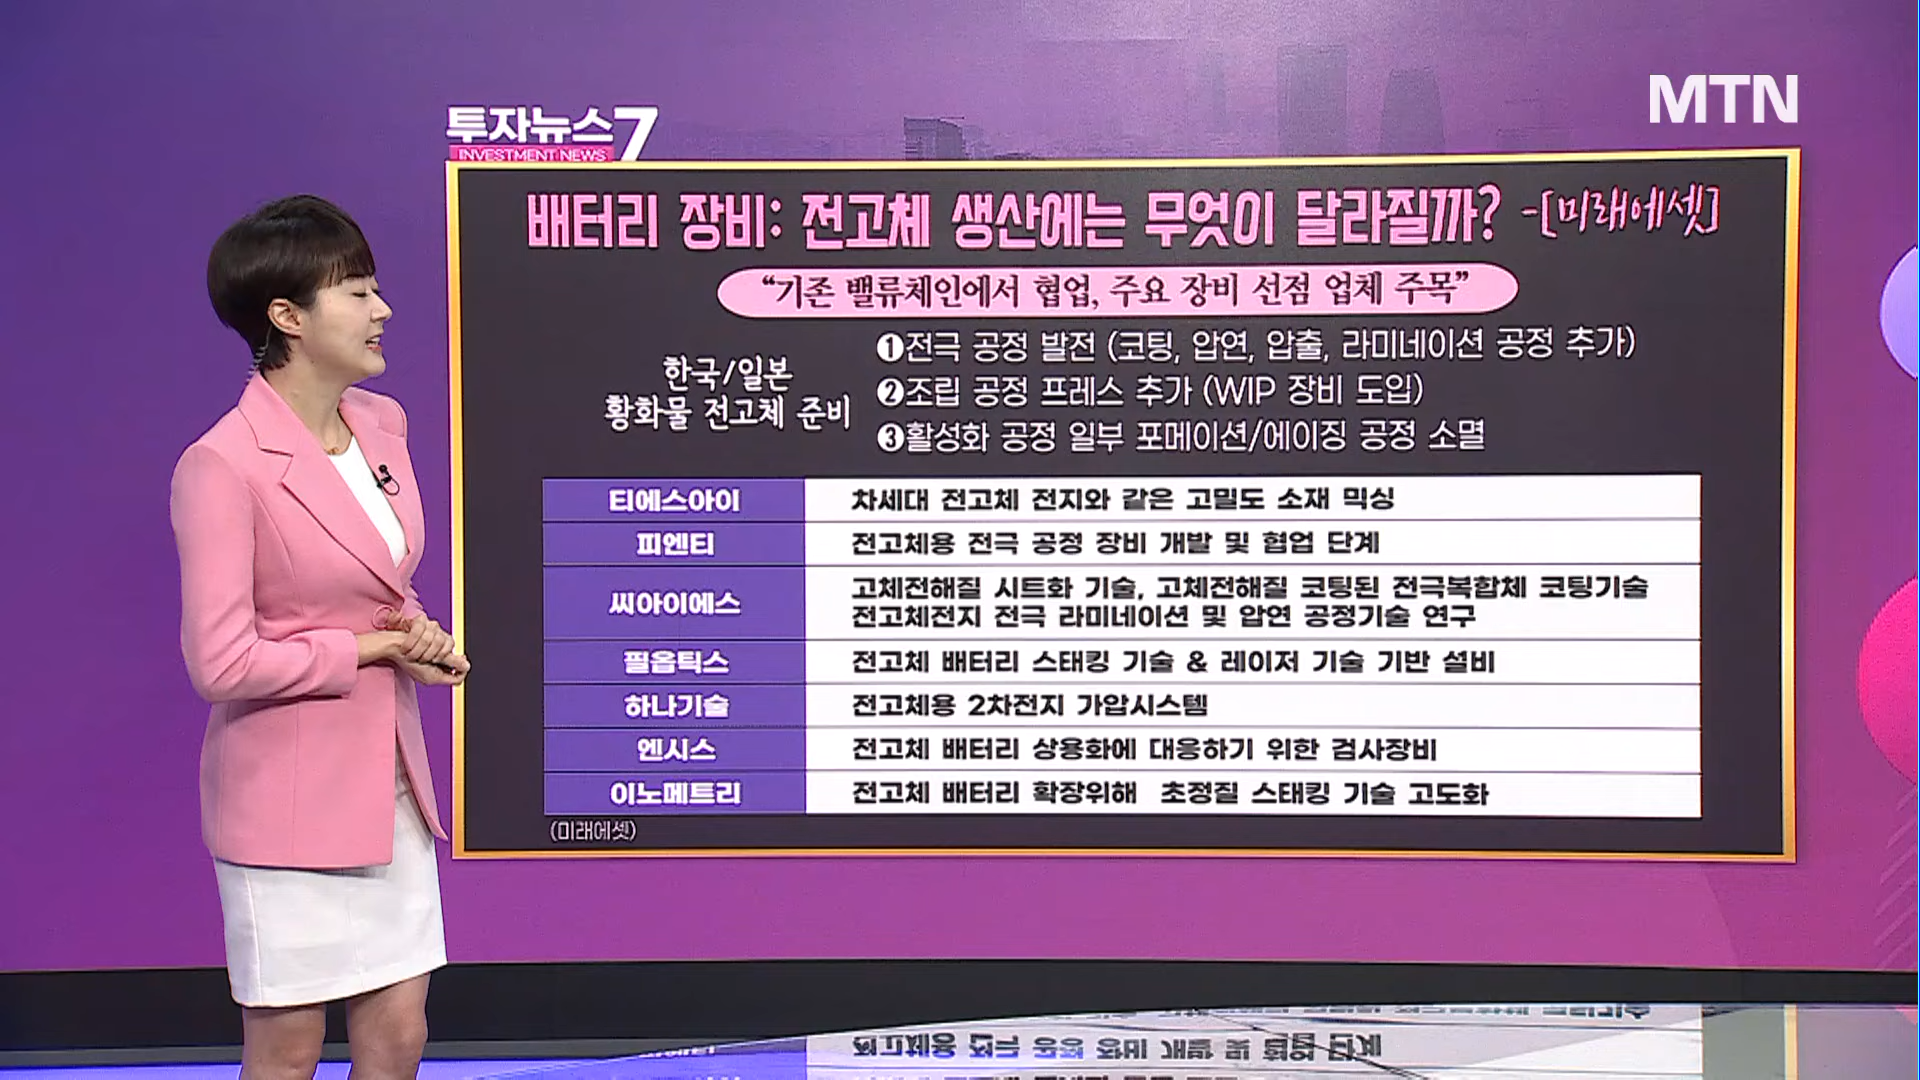 MTN
투자뉴스7
INVESTMENT NEWS
배터리 장비: 전고체 생산에는 무엇이 달라질까? -[미래에셋]
“기존 밸류체인에서 협업, 주요 장비 선점 업체 주목”
한국/일본
황화물 전고체 준비
❶전극 공정 발전 (코팅, 압연, 압출, 라미네이션 공정 추가)
❷조립 공정 프레스 추가 (WIP 장비 도입)
❸활성화 공정 일부 포메이션/에이징 공정 소멸
티에스아이 차세대 전고체 전지와 같은 고밀도 소재 믹싱
피엔티 전고체용 전극 공정 장비 개발 및 협업 단계
씨아이에스 고체전해질 시트화 기술, 고체전해질 코팅된 전극복합체 코팅기술
전고체전지 전극 라미네이션 및 압연 공정기술 연구
필옵틱스 전고체 배터리 스태킹 기술 & 레이저 기술 기반 설비
하나기술 전고체용 2차전지 가압시스템
엔시스 전고체 배터리 상용화에 대응하기 위한 검사장비
이노메트리 전고체 배터리 확장위해 초정질 스태킹 기술 고도화
(미래에셋)